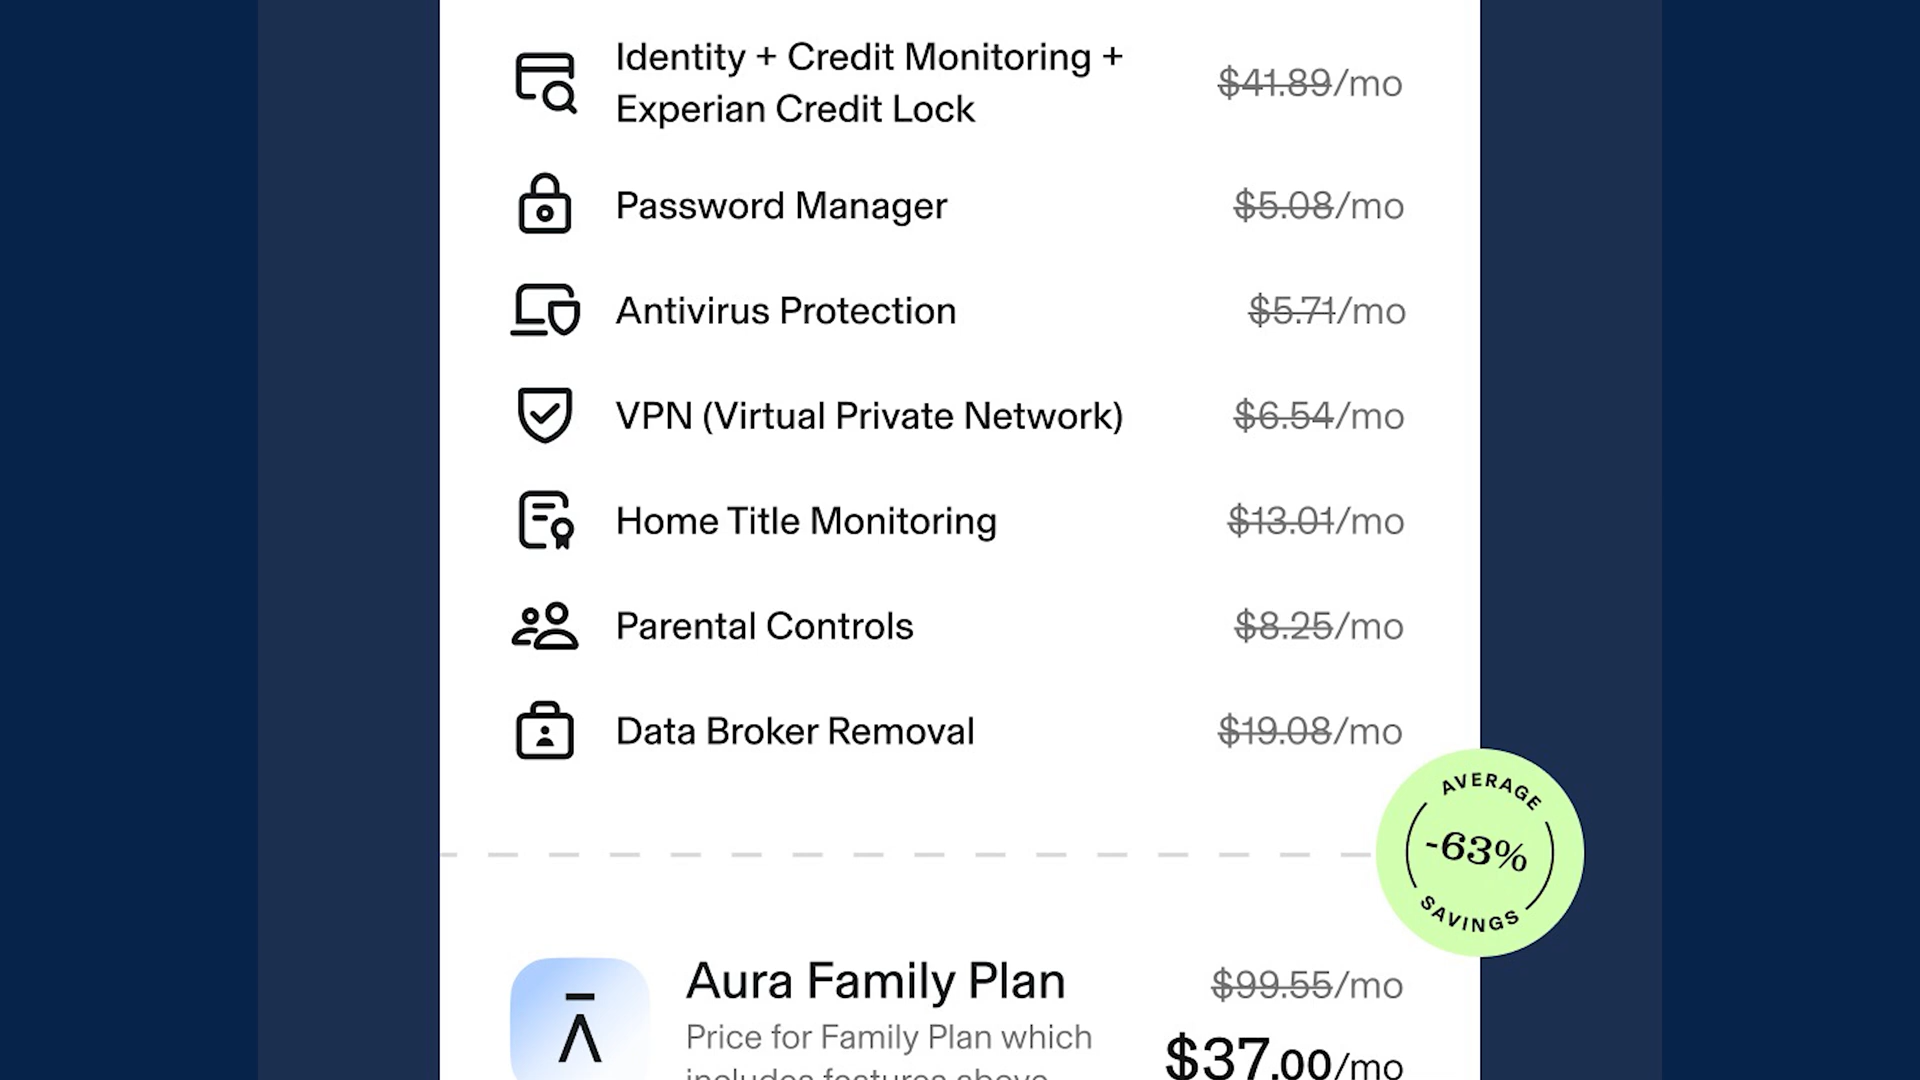 Identity + Credit Monitoring +
Experian Credit Lock
$41.89/mo
Password Manager
$5.08/mo
Antivirus Protection
$5.71/mo
VPN (Virtual Private Network)
$6.54/mo
Home Title Monitoring
$13.01/mo
Parental Controls
$8.25/mo
Data Broker Removal
$19.08/mo
AVERAGE
-63%
SAVINGS
Aura Family Plan
$99.55/mo
Price for Family Plan which
includes features above
$37.00/mo